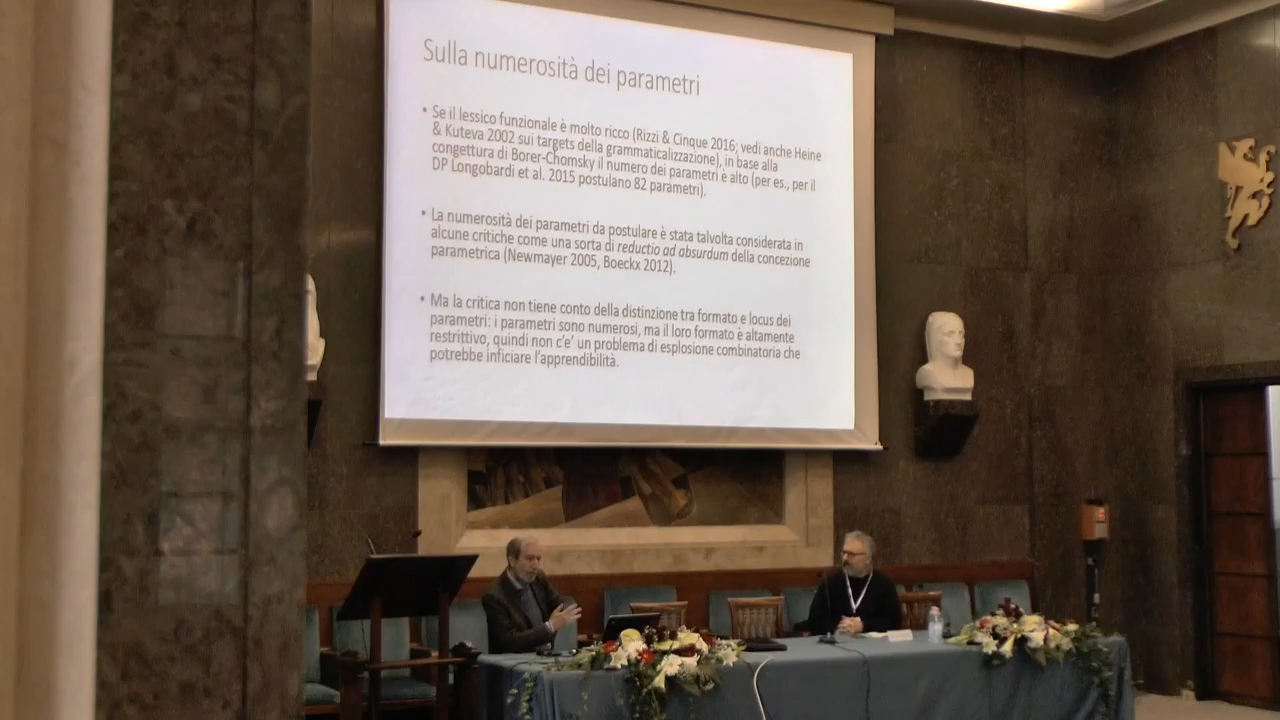 Sulla numerosità dei parametri
• Se il lessico funzionale è molto ricco (Rizzi & Cinque 2016; vedi anche Heine
& Kuteva 2002 sui targets della grammaticalizzazione), in base alla
congettura di Borer-Chomsky il numero dei parametri è alto (per es., per il
DP Longobardi et al. 2015 postulano 82 parametri).
• La numerosità dei parametri da postulare è stata talvolta considerata in
alcune critiche come una sorta di reductio ad absurdum della concezione
parametrica (Newmayer 2005, Boeckx 2012).
• Ma la critica non tiene conto della distinzione tra formato e locus dei
parametri: i parametri sono numerosi, ma il loro formato è altamente
restrittivo, quindi non c'e' un problema di esplosione combinatoria che
potrebbe inficiare l'apprendibilità.